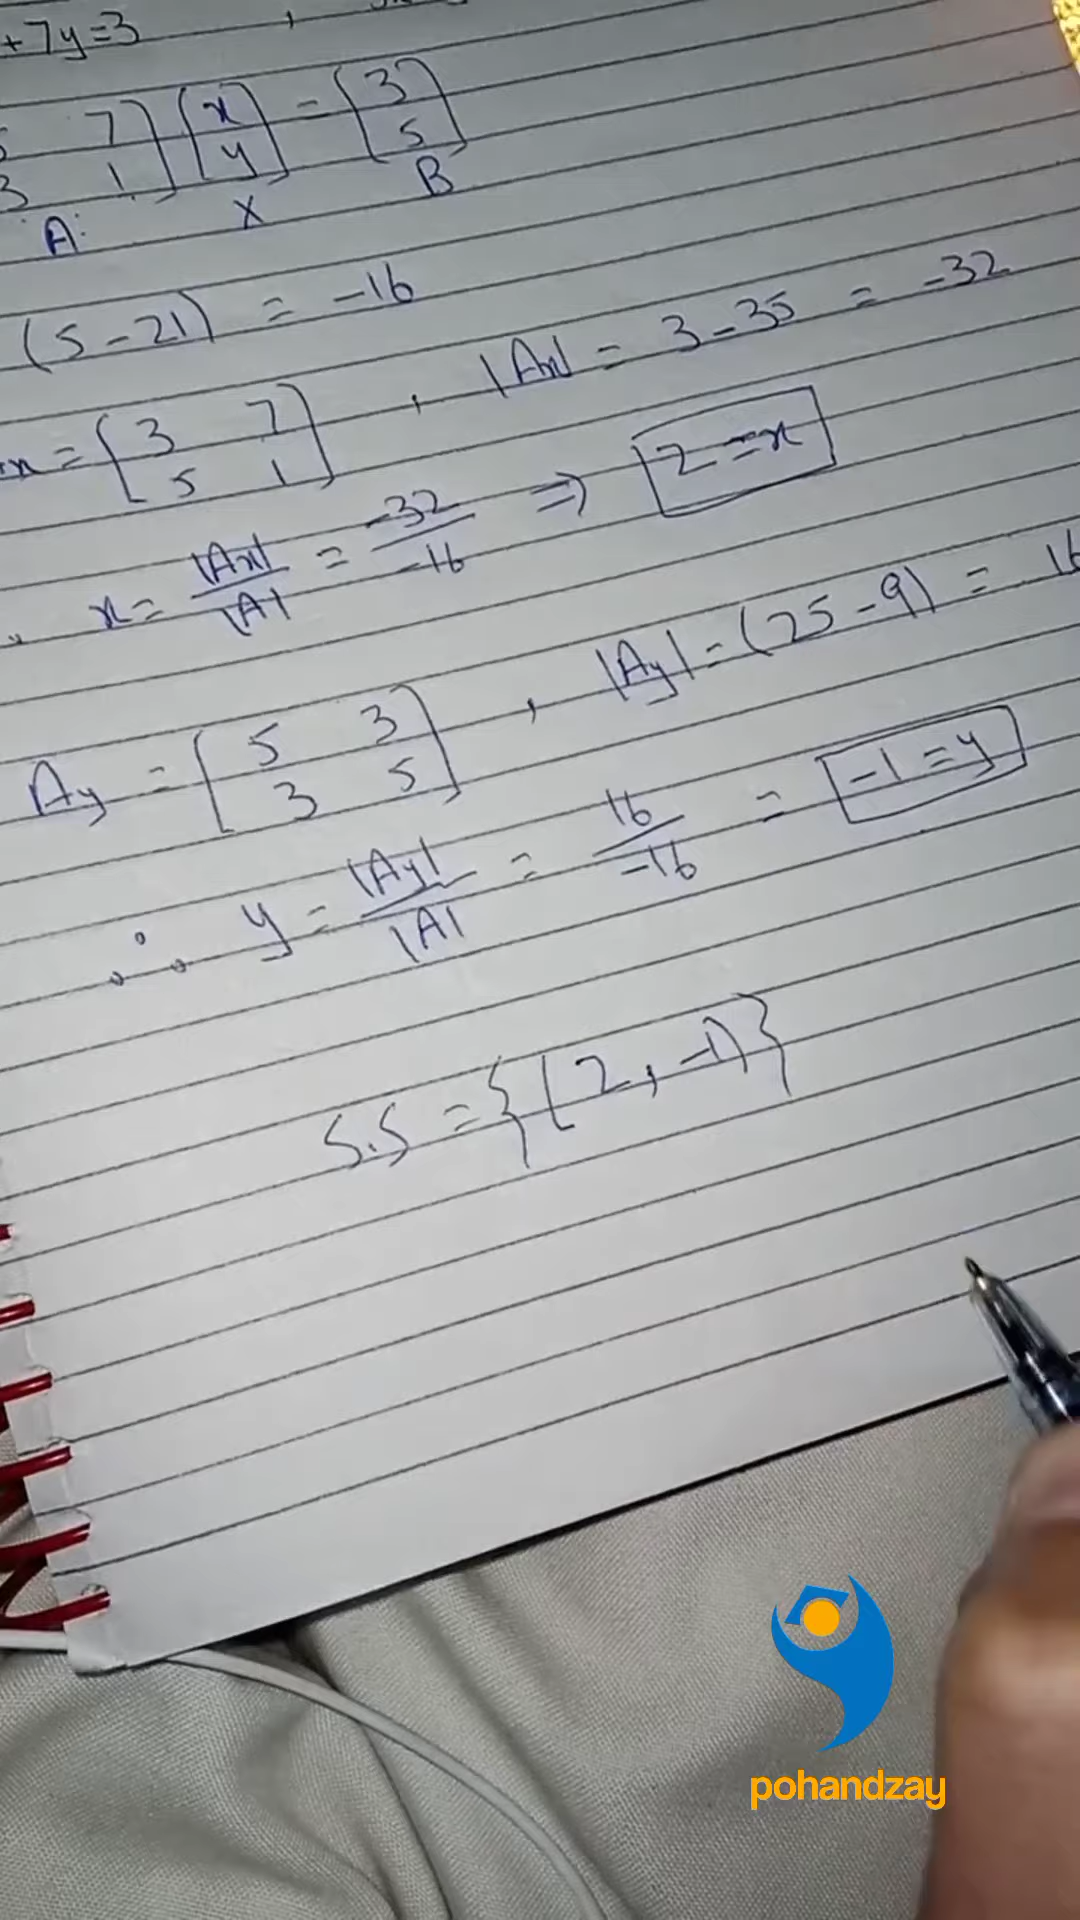 +7y=3
7] [x] = [3]
3 1] [y] [5]
A X B
(5-21) = -16
= [3 7] , |Ax| = 3-35 = -32
[5 1]
x = |Ax|/|A| = -32/-16 ⇒ 2=x
Ay = [5 3] , |Ay| = (25-9) = 16
[3 5]
∴ y = |Ay|/|A| = 16/-16 = -1=y
S.S = {(2, -1)}
pohandzay